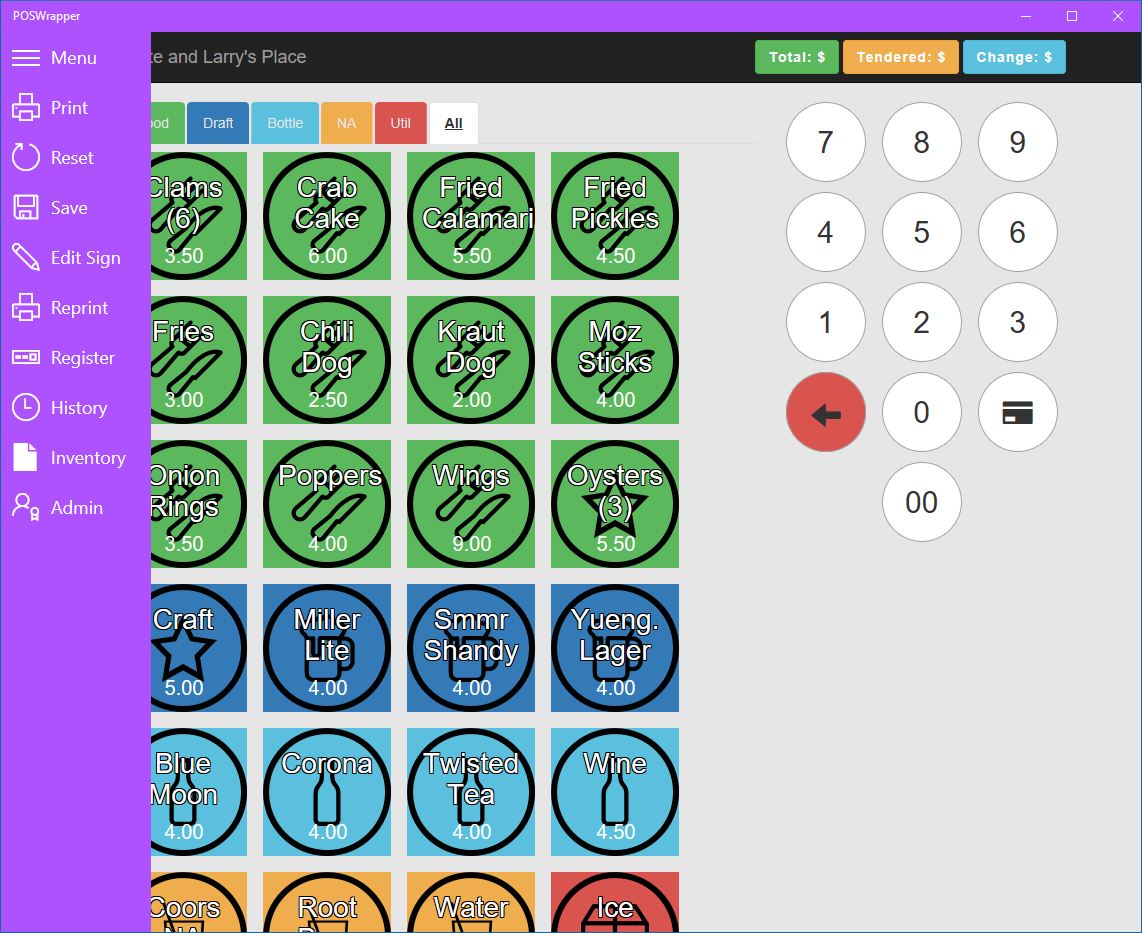 POSWrapper
Menu
te and Larry's Place
Total: $
Tendered: $
Change: $
Print
Reset
Save
Edit Sign
Reprint
Register
History
Inventory
Admin
ood
Draft
Bottle
NA
Util
All
Clams
(6)
3.50
Crab
Cake
6.00
Fried
Calamari
5.50
Fried
Pickles
4.50
Fries
3.00
Chili
Dog
2.50
Kraut
Dog
2.00
Moz
Sticks
4.00
Onion
Rings
3.50
Poppers
4.00
Wings
9.00
Oysters
(3)
5.50
Craft
5.00
Miller
Lite
4.00
Smmr
Shandy
4.00
Yueng.
Lager
4.00
Blue
Moon
4.00
Corona
4.00
Twisted
Tea
4.00
Wine
4.50
Coors
NA
Root
Water
Ice
7
8
9
4
5
6
1
2
3
0
00